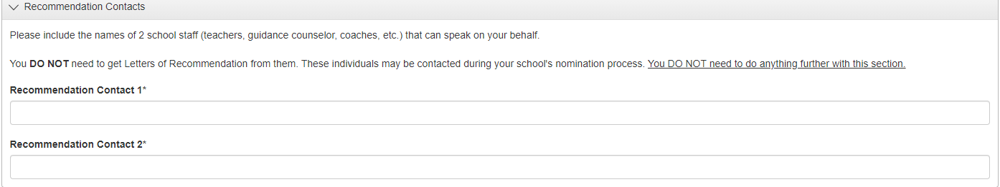 Recommendation Contacts
Please include the names of 2 school staff (teachers, guidance counselor, coaches, etc.) that can speak on your behalf.
You DO NOT need to get Letters of Recommendation from them. These individuals may be contacted during your school's nomination process. You DO NOT need to do anything further with this section.
Recommendation Contact 1*
Recommendation Contact 2*